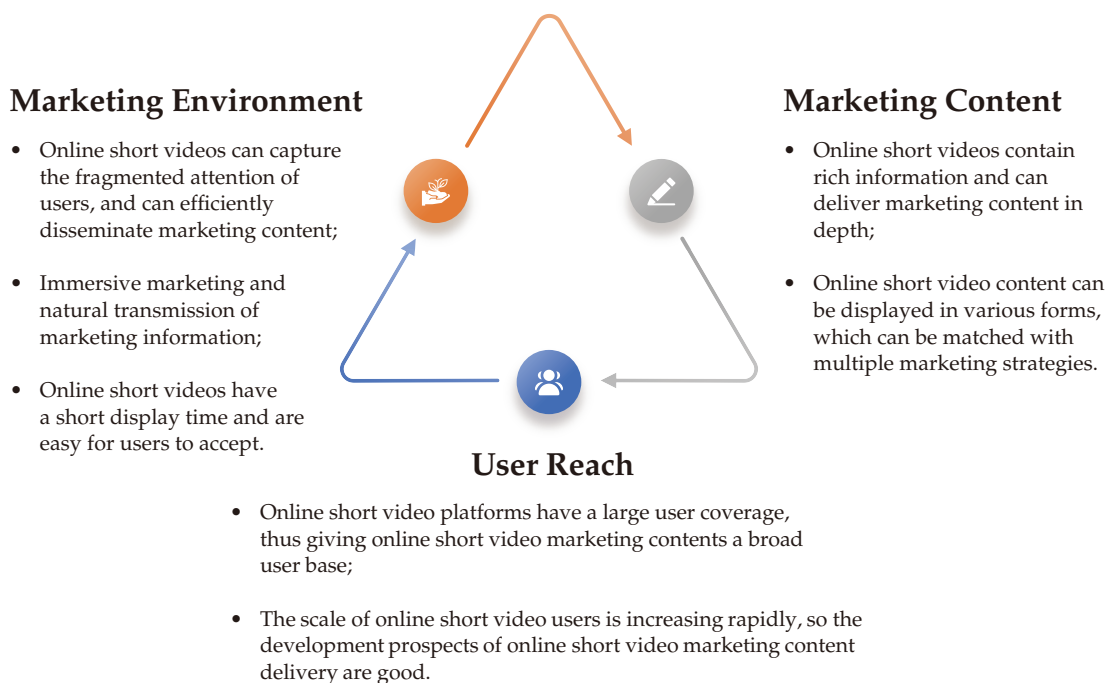 Marketing Environment
• Online short videos can capture
the fragmented attention of
users, and can efficiently
disseminate marketing content;
• Immersive marketing and
natural transmission of
marketing information;
• Online short videos have
a short display time and are
easy for users to accept.
Marketing Content
• Online short videos contain
rich information and can
deliver marketing content in
depth;
• Online short video content can
be displayed in various forms,
which can be matched with
multiple marketing strategies.
User Reach
• Online short video platforms have a large user coverage,
thus giving online short video marketing contents a broad
user base;
• The scale of online short video users is increasing rapidly, so the
development prospects of online short video marketing content
delivery are good.